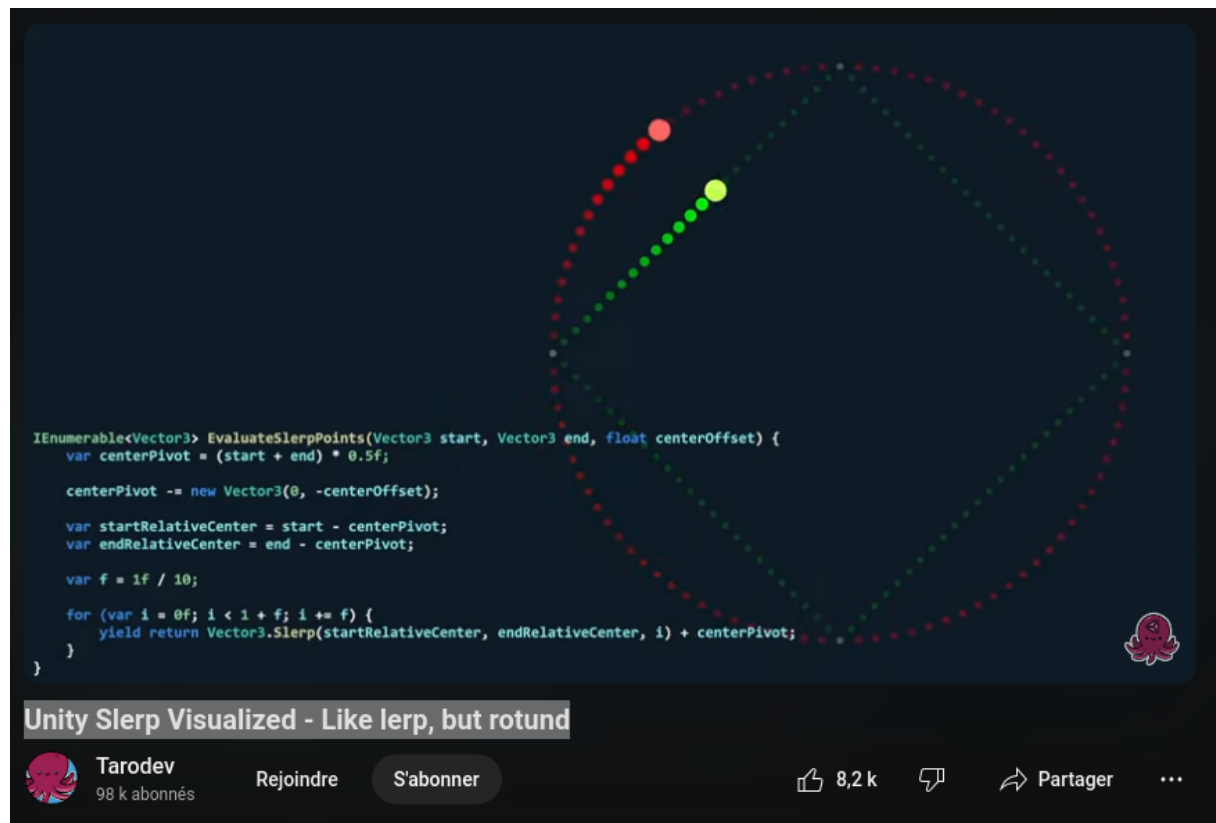 IEnumerable<Vector3> EvaluateSlerpPoints(Vector3 start, Vector3 end, float centerOffset) {
    var centerPivot = (start + end) * 0.5f;
    centerPivot -= new Vector3(0, -centerOffset);
    var startRelativeCenter = start - centerPivot;
    var endRelativeCenter = end - centerPivot;
    var f = 1f / 10;
    for (var i = 0f; i < 1 + f; i += f) {
        yield return Vector3.Slerp(startRelativeCenter, endRelativeCenter, i) + centerPivot;
    }
}
Unity Slerp Visualized - Like lerp, but rotund
Tarodev
98 k abonnés
Rejoindre
S'abonner
8,2 k
Partager